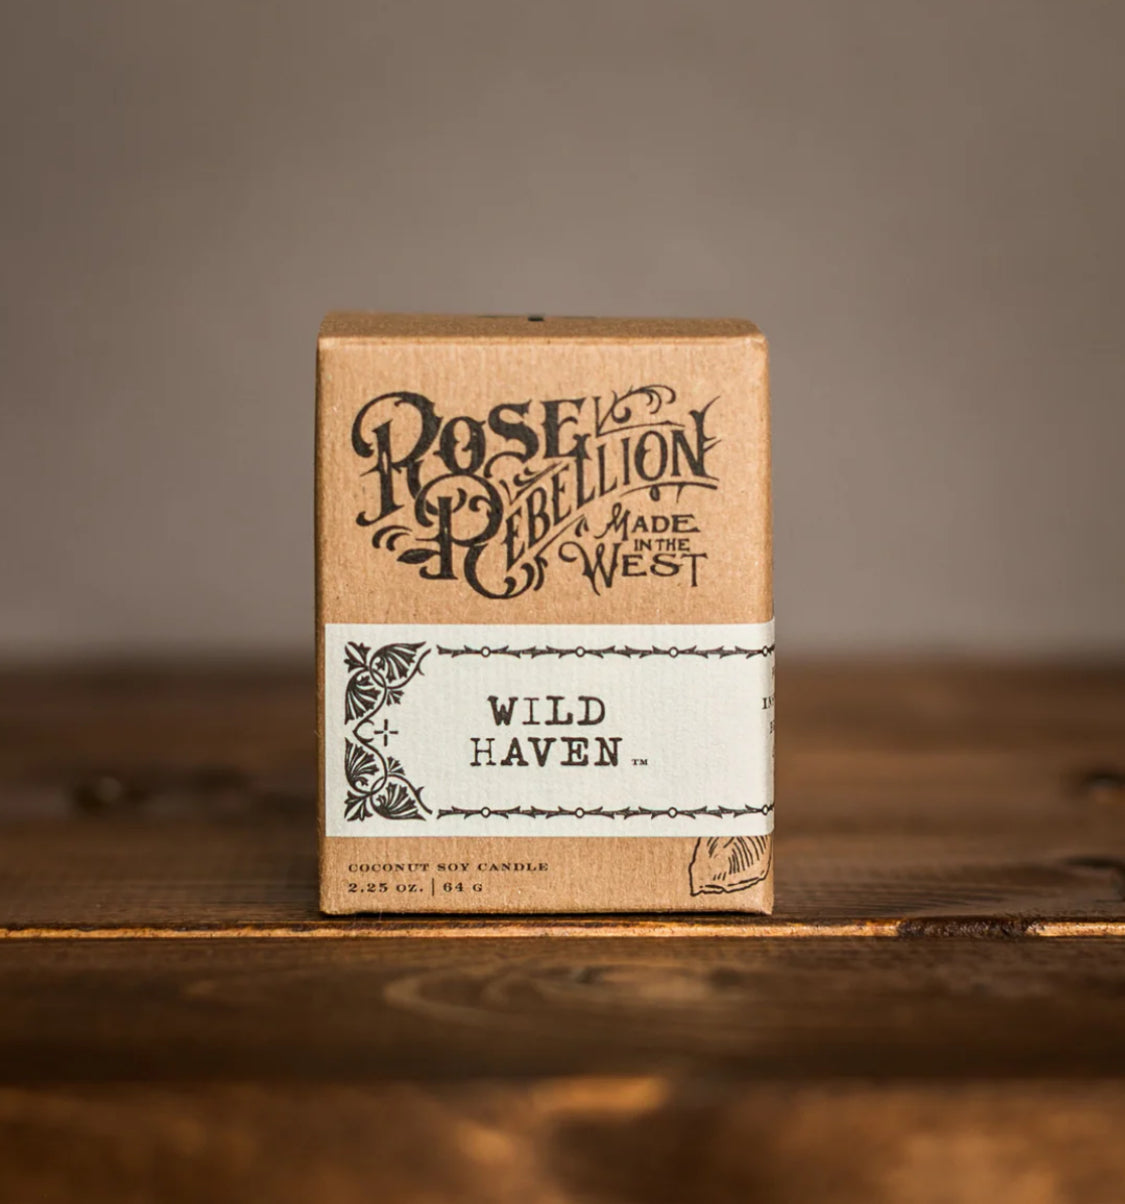 ROSE
REBELLION
MADE
IN THE
WEST
WILD
HAVEN™
COCONUT SOY CANDLE
2.25 OZ. | 64 G